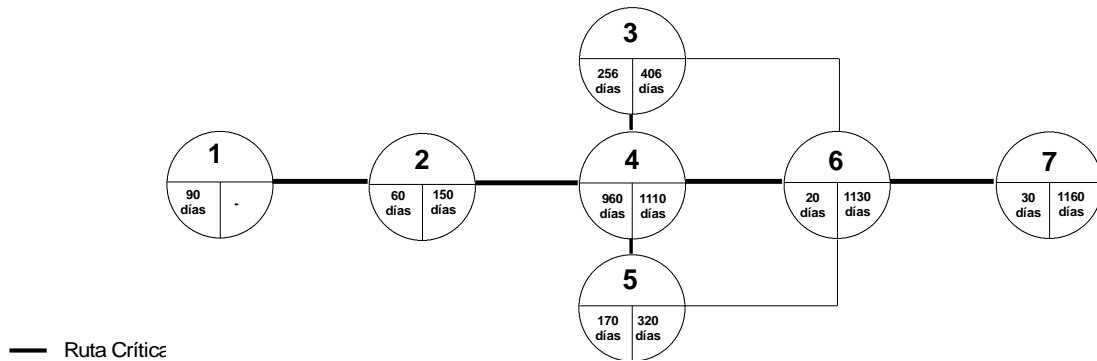 3
256 días
406 días
1
90 días
-
2
60 días
150 días
4
960 días
1110 días
6
20 días
1130 días
7
30 días
1160 días
5
170 días
320 días
Ruta Crítica